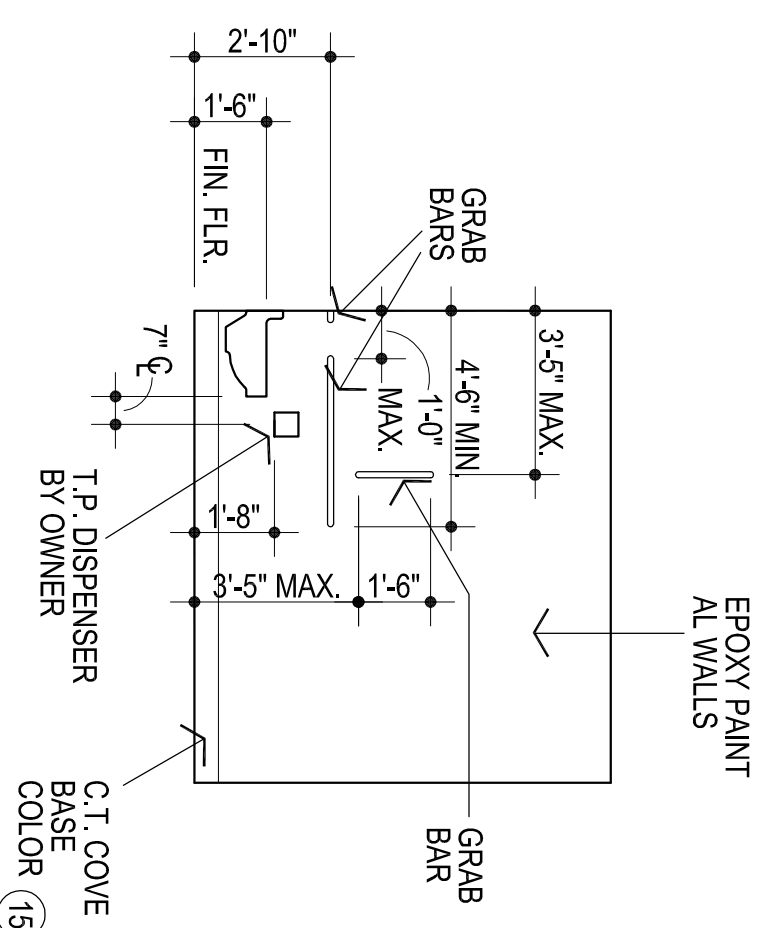 EPOXY PAINT
AL WALLS
3'-5" MAX.
4'-6" MIN.
1'-0"
MAX.
GRAB
BARS
GRAB
BAR
2'-10"
1'-6"
FIN. FLR.
7" CL
1'-8"
3'-5" MAX.
1'-6"
T.P. DISPENSER
BY OWNER
C.T. COVE
BASE
COLOR 15